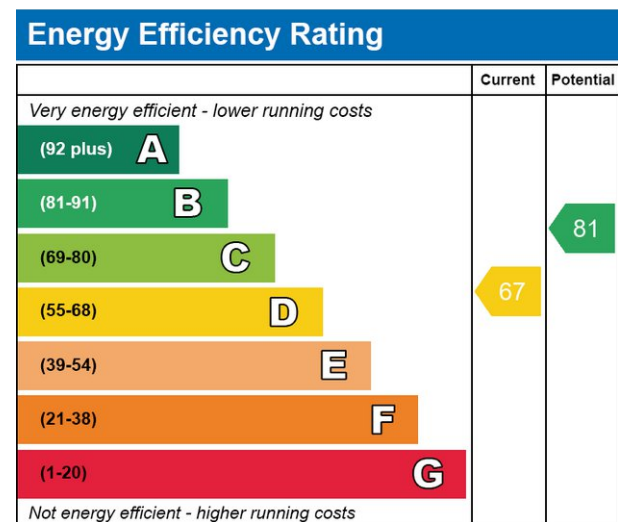 Energy Efficiency Rating
Current Potential
Very energy efficient - lower running costs
(92 plus) A
(81-91) B
81
(69-80) C
67
(55-68) D
(39-54) E
(21-38) F
(1-20) G
Not energy efficient - higher running costs